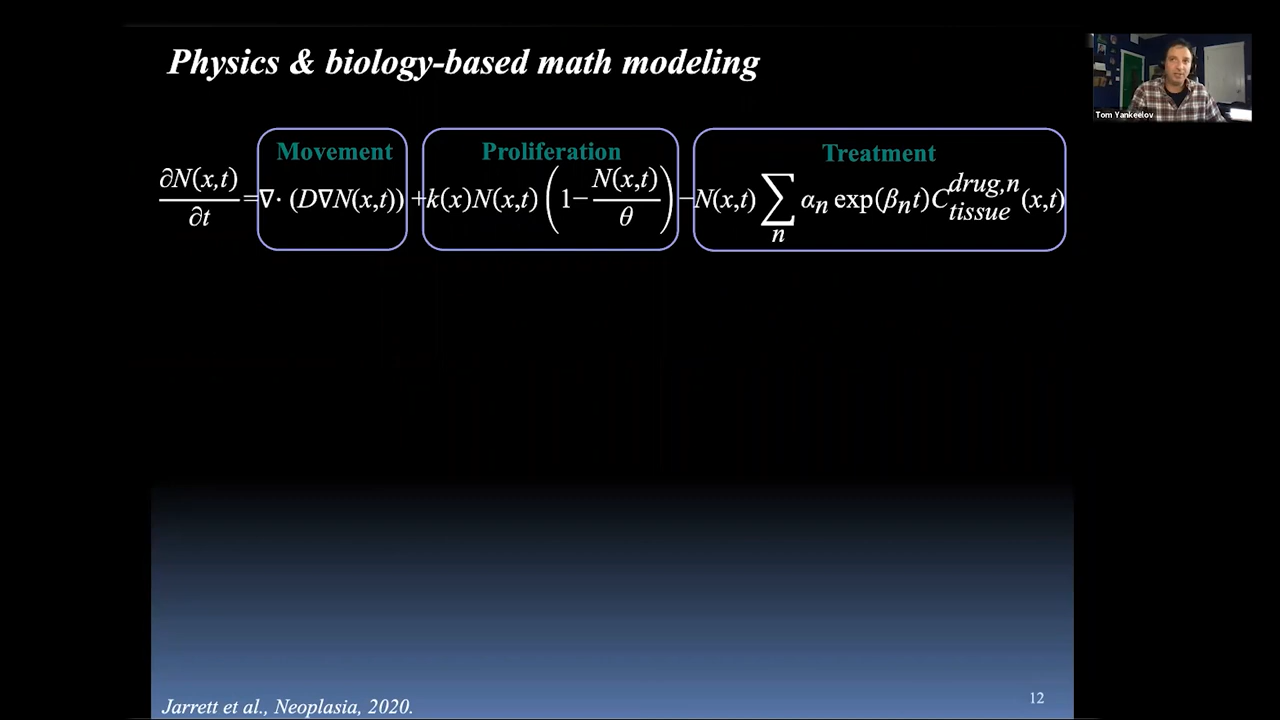 Physics & biology-based math modeling
Tom Yankeelov
Movement
Proliferation
Treatment
∂N(x,t)/∂t = ∇· (D∇N(x,t)) + k(x)N(x,t) (1− N(x,t)/θ) − N(x,t) ∑n αn exp(βnt) C^drug,n_tissue (x,t)
Jarrett et al., Neoplasia, 2020.
12